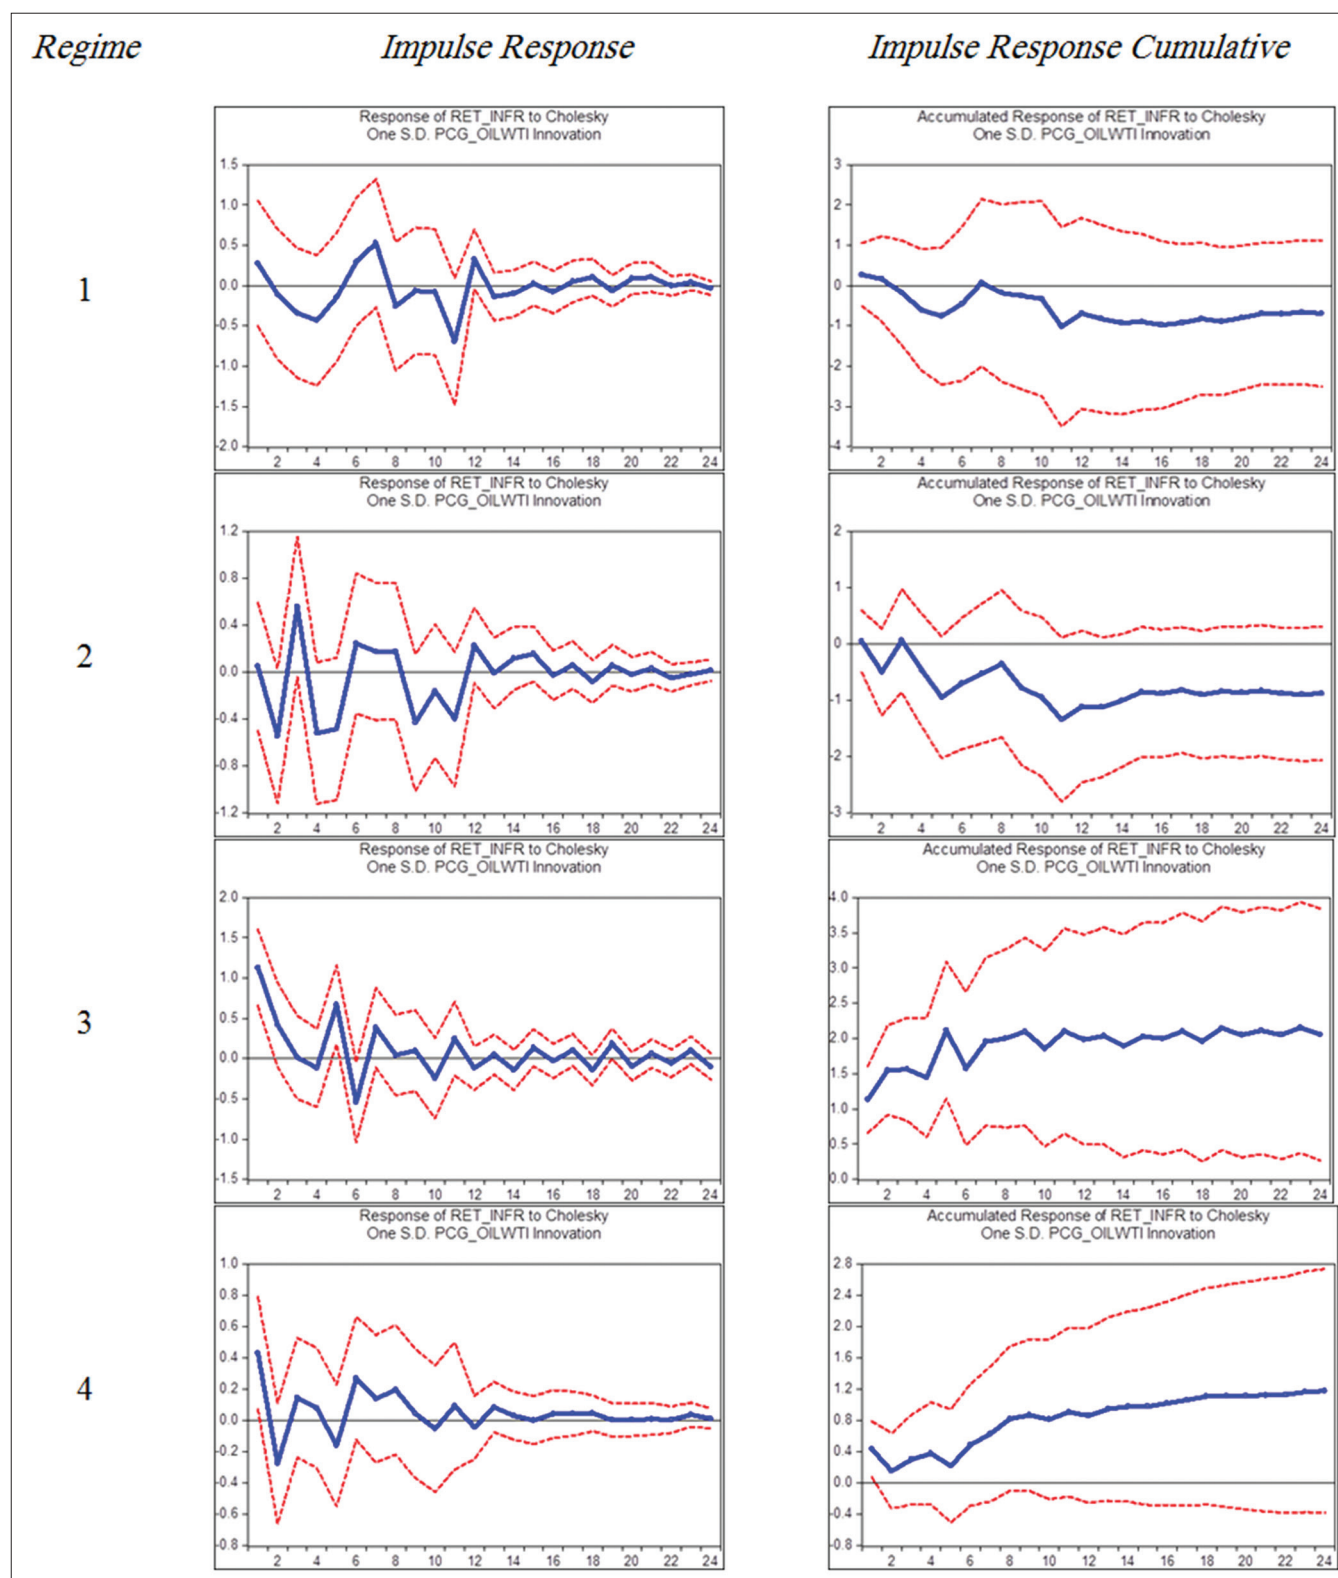 Regime Impulse Response Impulse Response Cumulative
1
Response of RET_INFR to Cholesky
One S.D. PCG_OILWTI Innovation
1.5
1.0
0.5
0.0
-0.5
-1.0
-1.5
-2.0
2 4 6 8 10 12 14 16 18 20 22 24
Accumulated Response of RET_INFR to Cholesky
One S.D. PCG_OILWTI Innovation
3
2
1
0
-1
-2
-3
-4
2 4 6 8 10 12 14 16 18 20 22 24
2
Response of RET_INFR to Cholesky
One S.D. PCG_OILWTI Innovation
1.2
0.8
0.4
0.0
-0.4
-0.8
-1.2
2 4 6 8 10 12 14 16 18 20 22 24
Accumulated Response of RET_INFR to Cholesky
One S.D. PCG_OILWTI Innovation
2
1
0
-1
-2
-3
2 4 6 8 10 12 14 16 18 20 22 24
3
Response of RET_INFR to Cholesky
One S.D. PCG_OILWTI Innovation
2.0
1.5
1.0
0.5
0.0
-0.5
-1.0
-1.5
2 4 6 8 10 12 14 16 18 20 22 24
Accumulated Response of RET_INFR to Cholesky
One S.D. PCG_OILWTI Innovation
4.0
3.5
3.0
2.5
2.0
1.5
1.0
0.5
0.0
2 4 6 8 10 12 14 16 18 20 22 24
4
Response of RET_INFR to Cholesky
One S.D. PCG_OILWTI Innovation
1.0
0.8
0.6
0.4
0.2
0.0
-0.2
-0.4
-0.6
-0.8
2 4 6 8 10 12 14 16 18 20 22 24
Accumulated Response of RET_INFR to Cholesky
One S.D. PCG_OILWTI Innovation
2.8
2.4
2.0
1.6
1.2
0.8
0.4
0.0
-0.4
-0.8
2 4 6 8 10 12 14 16 18 20 22 24